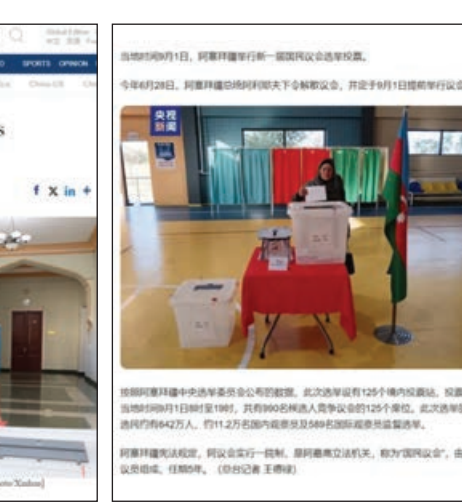 SPORTS OPINION
f X in +
当地时间9月1日，阿塞拜疆举行新一届国民议会选举投票。
今年6月28日，阿塞拜疆总统阿利耶夫下令解散议会，并定于9月1日提前举行议会
央视
新闻
按照阿塞拜疆中央选举委员会公布的数据，此次选举设有125个境内投票站，投票
当地时间9月1日8时至19时，共有990名候选人竞争议会的125个席位。此次选举的
选民约有642万人，约11.2万名国内观察员及589名国际观察员监督选举。
阿塞拜疆宪法规定，阿议会实行一院制，是阿最高立法机关，称为“国民议会”，由
议员组成，任期5年。（总台记者 王德禄）